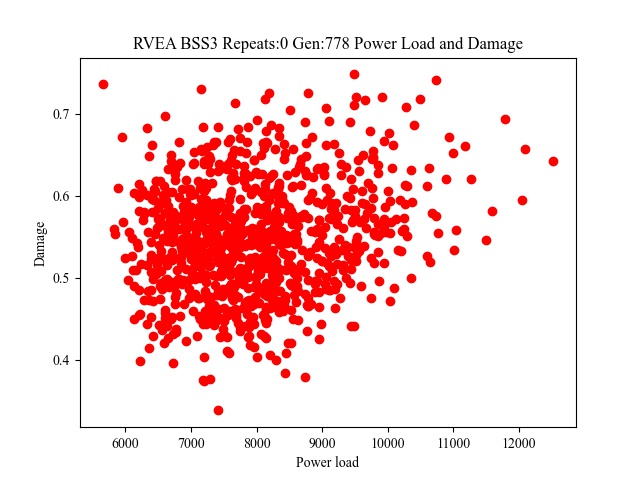 RVEA BSS3 Repeats:0 Gen:778 Power Load and Damage
0.7
0.6
0.5
0.4
Damage
6000 7000 8000 9000 10000 11000 12000
Power load